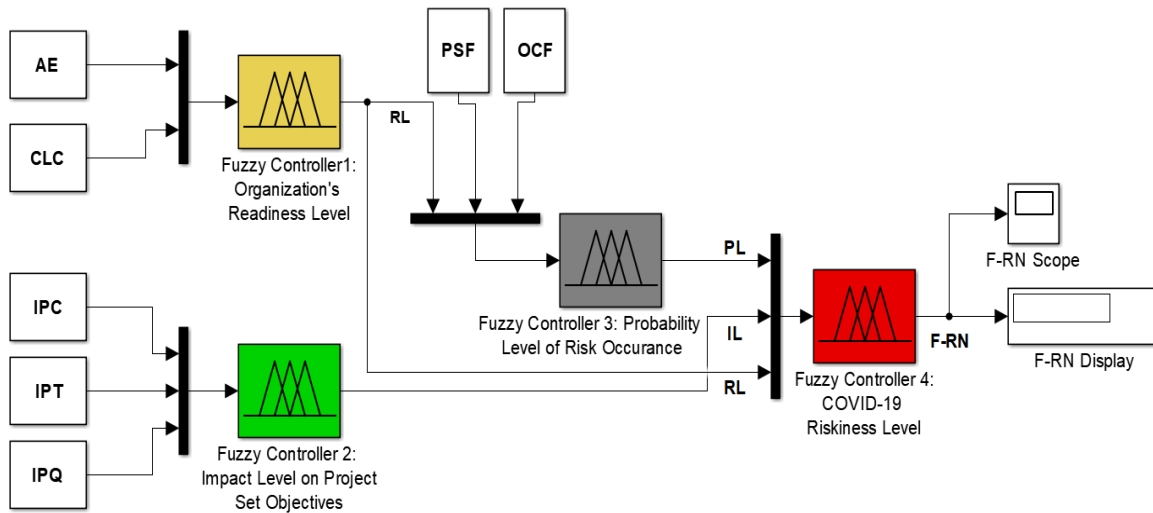 AE
CLC
Fuzzy Controller1:
Organization's
Readiness Level
RL
PSF
OCF
IPC
IPT
IPQ
Fuzzy Controller 2:
Impact Level on Project
Set Objectives
Fuzzy Controller 3: Probability
Level of Risk Occurance
PL
IL
RL
Fuzzy Controller 4:
COVID-19
Riskiness Level
F-RN
F-RN Scope
F-RN Display